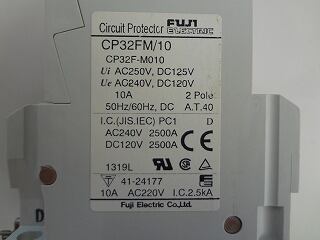 Circuit Protector FUJI ELECTRIC
CP32FM/10
CP32F-M010
Ui AC250V, DC125V
Ue AC240V, DC120V
10A 2 Pole
50Hz/60Hz, DC A.T.40
I.C.(JIS.IEC) PC1 D
AC240V 2500A
DC120V 2500A CE
1319L
41-24177
10A AC220V I.C.2.5kA
Fuji Electric Co.,Ltd.
D